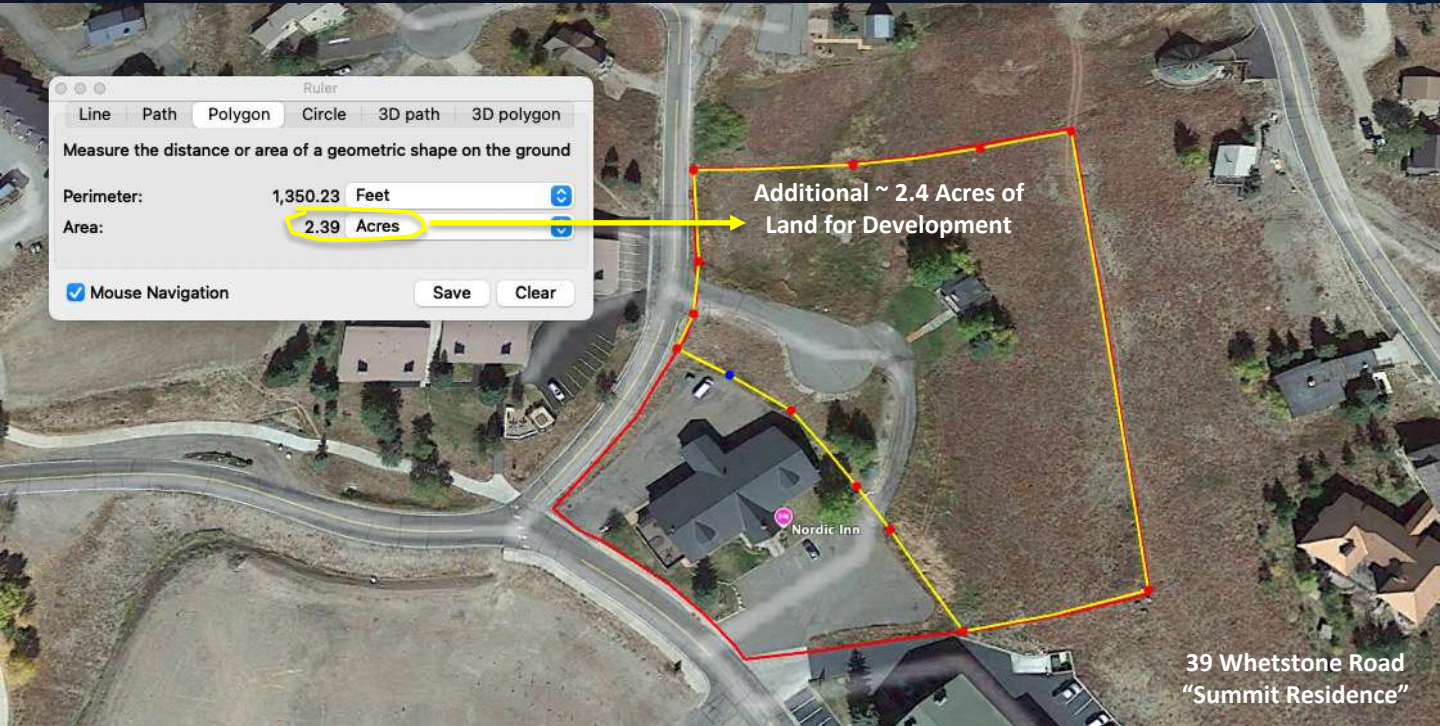 Ruler
Line Path Polygon Circle 3D path 3D polygon
Measure the distance or area of a geometric shape on the ground
Perimeter: 1,350.23 Feet
Area: 2.39 Acres
Mouse Navigation Save Clear
Additional ~ 2.4 Acres of
Land for Development
Nordic Inn
39 Whetstone Road
“Summit Residence”